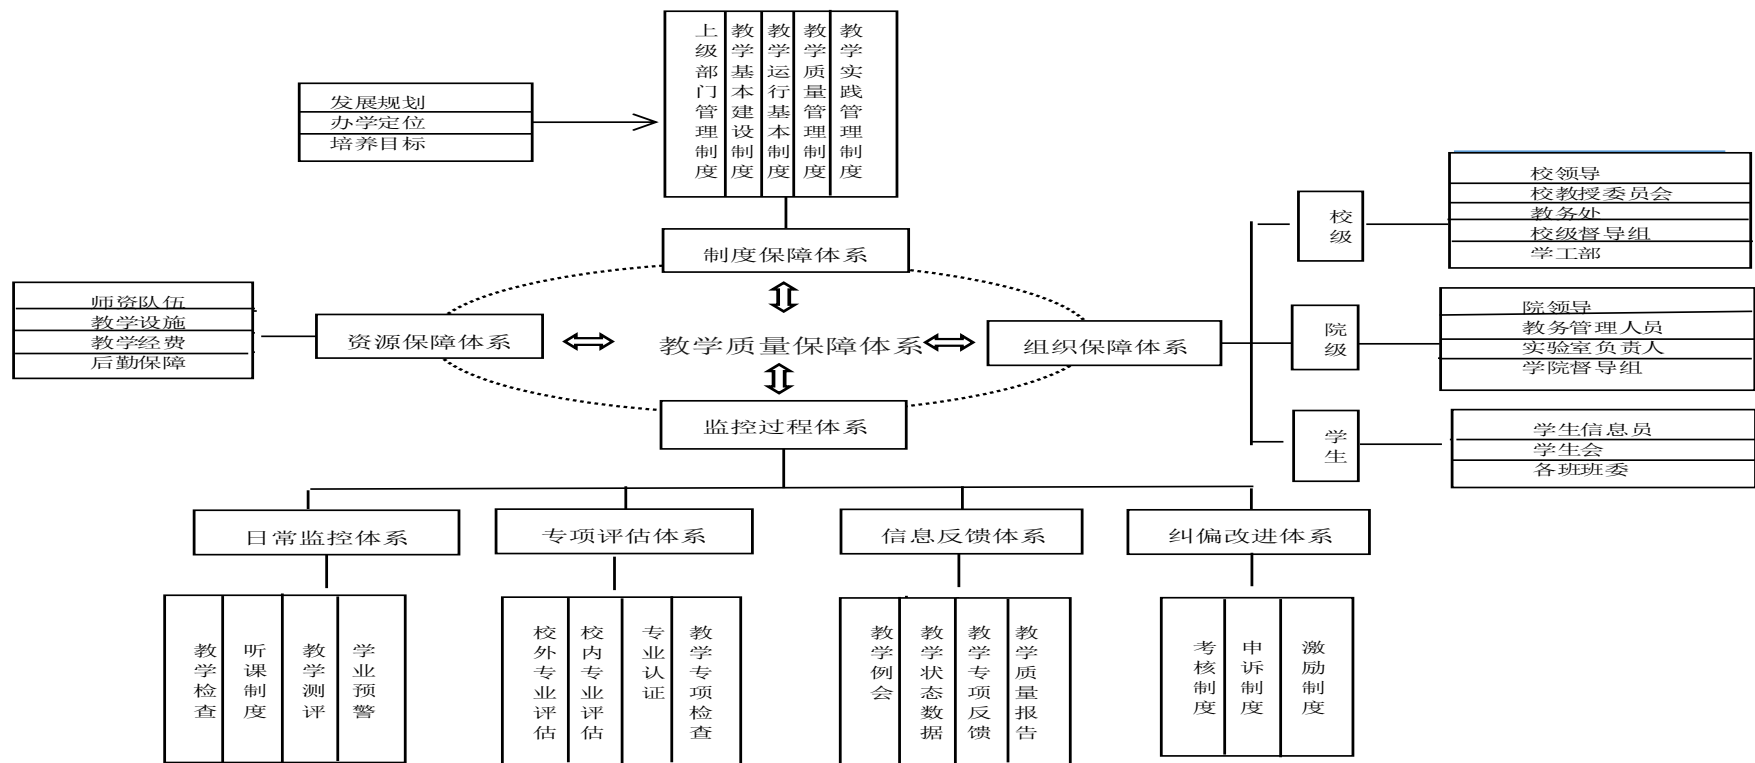 上级部门管理制度
教学基本建设制度
教学运行基本制度
教学质量管理制度
教学实践管理制度
发展规划
办学定位
培养目标
制度保障体系
校级
校领导
校教授委员会
教务处
校级督导组
学工部
师资队伍
教学设施
教学经费
后勤保障
资源保障体系
教学质量保障体系
组织保障体系
院级
院领导
教务管理人员
实验室负责人
学院督导组
监控过程体系
学生
学生信息员
学生会
各班班委
日常监控体系
专项评估体系
信息反馈体系
纠偏改进体系
教学检查
听课制度
教学测评
学业预警
校外专业评估
校内专业评估
专业认证
教学专项检查
教学例会
教学状态数据
教学专项反馈
教学质量报告
考核制度
申诉制度
激励制度